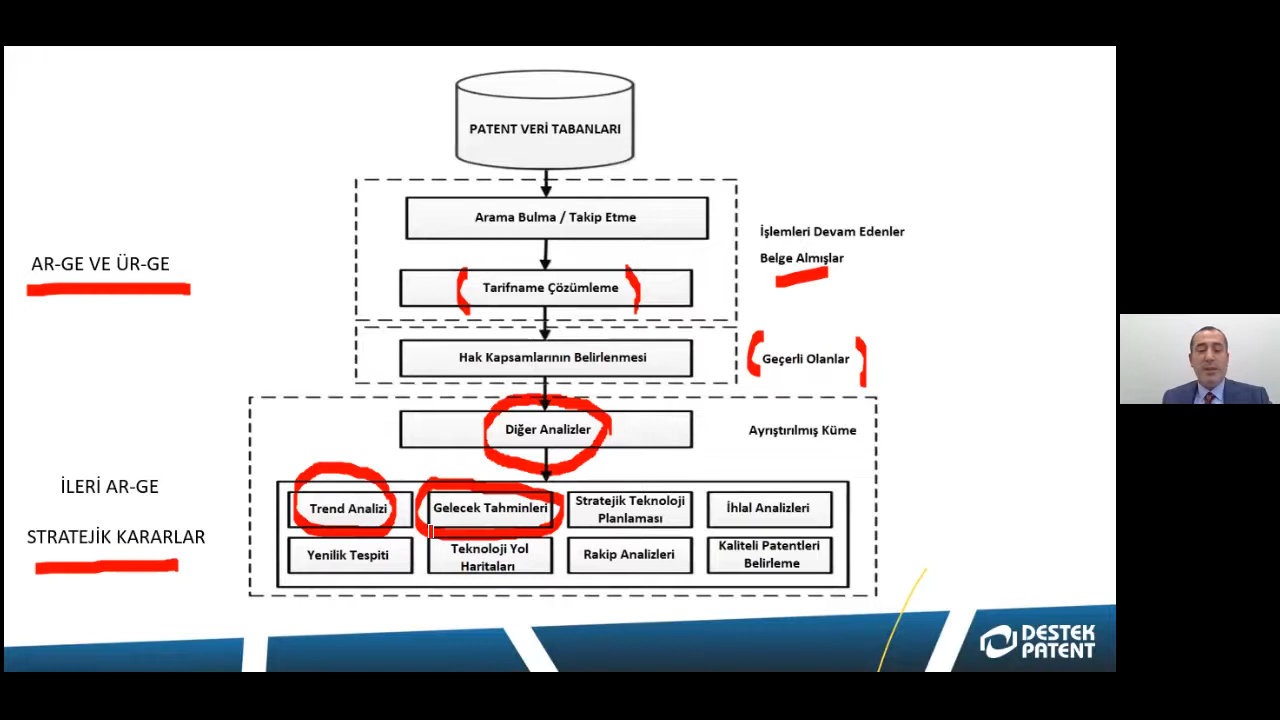 PATENT VERİ TABANLARI
Arama Bulma / Takip Etme
İşlemleri Devam Edenler
Belge Almışlar
AR-GE VE ÜR-GE
Tarifname Çözümleme
Hak Kapsamlarının Belirlenmesi
Geçerli Olanlar
Diğer Analizler
Ayrıştırılmış Küme
İLERİ AR-GE
STRATEJİK KARARLAR
Trend Analizi
Gelecek Tahminleri
Stratejik Teknoloji
Planlaması
İhlal Analizleri
Yenilik Tespiti
Teknoloji Yol
Haritaları
Rakip Analizleri
Kaliteli Patentleri
Belirleme
DESTEK
PATENT